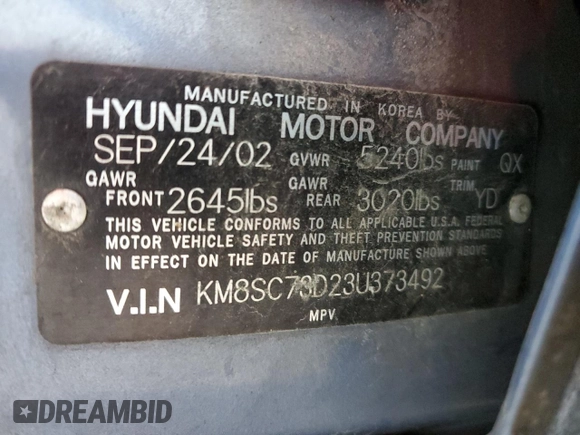 MANUFACTURED IN KOREA BY
HYUNDAI MOTOR COMPANY
SEP/24/02 GVWR 5240lbs PAINT QX
GAWR FRONT 2645lbs GAWR REAR 3020lbs TRIM YD
THIS VEHICLE CONFORMS TO ALL APPLICABLE U.S.A. FEDERAL
MOTOR VEHICLE SAFETY AND THEFT PREVENTION STANDARDS
IN EFFECT ON THE DATE OF MANUFACTURE SHOWN ABOVE
V.I.N KM8SC73D23U373492
MPV
DREAMBID